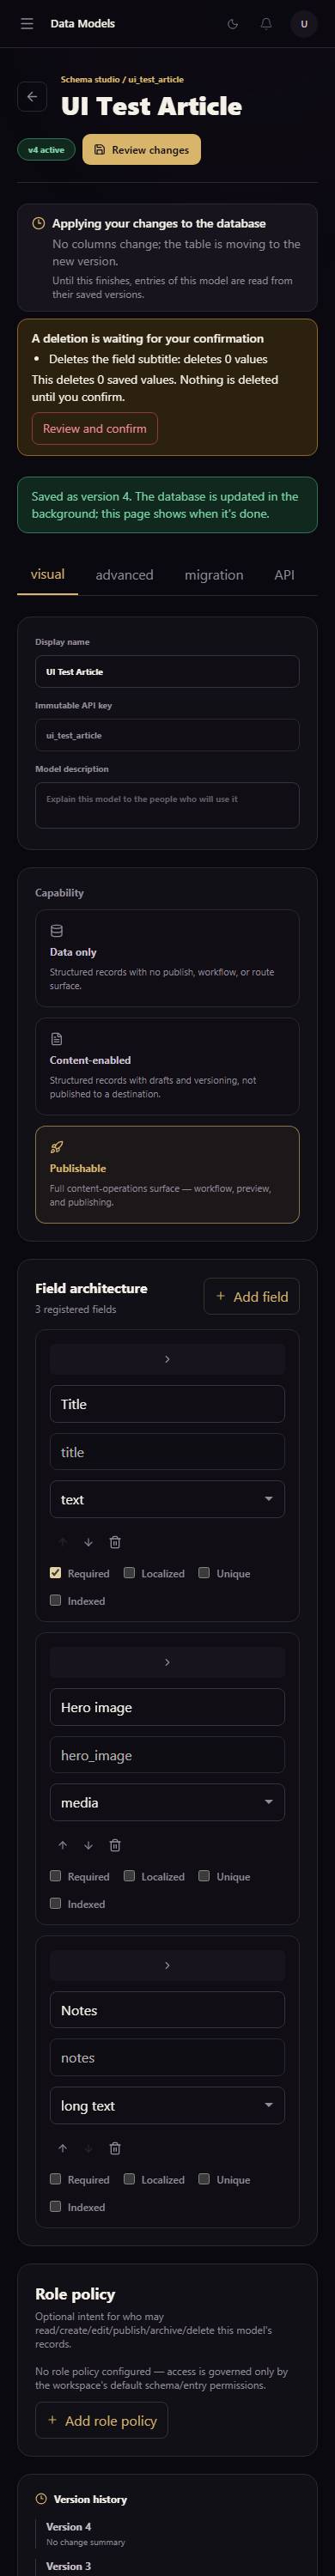 Data Models
U
Schema studio / ui_test_article
UI Test Article
v4 active
Review changes
Applying your changes to the database
No columns change; the table is moving to the
new version.
Until this finishes, entries of this model are read from
their saved versions.
A deletion is waiting for your confirmation
• Deletes the field subtitle: deletes 0 values
This deletes 0 saved values. Nothing is deleted
until you confirm.
Review and confirm
Saved as version 4. The database is updated in the
background; this page shows when it's done.
visual advanced migration API
Display name
UI Test Article
Immutable API key
ui_test_article
Model description
Explain this model to the people who will use it
Capability
Data only
Structured records with no publish, workflow, or route
surface.
Content-enabled
Structured records with drafts and versioning, not
published to a destination.
Publishable
Full content-operations surface — workflow, preview,
and publishing.
Field architecture
3 registered fields
+ Add field
Title
title
text
Required Localized Unique
Indexed
Hero image
hero_image
media
Required Localized Unique
Indexed
Notes
notes
long text
Required Localized Unique
Indexed
Role policy
Optional intent for who may
read/create/edit/publish/archive/delete this model's
records.
No role policy configured — access is governed only by
the workspace's default schema/entry permissions.
+ Add role policy
Version history
Version 4
No change summary
Version 3